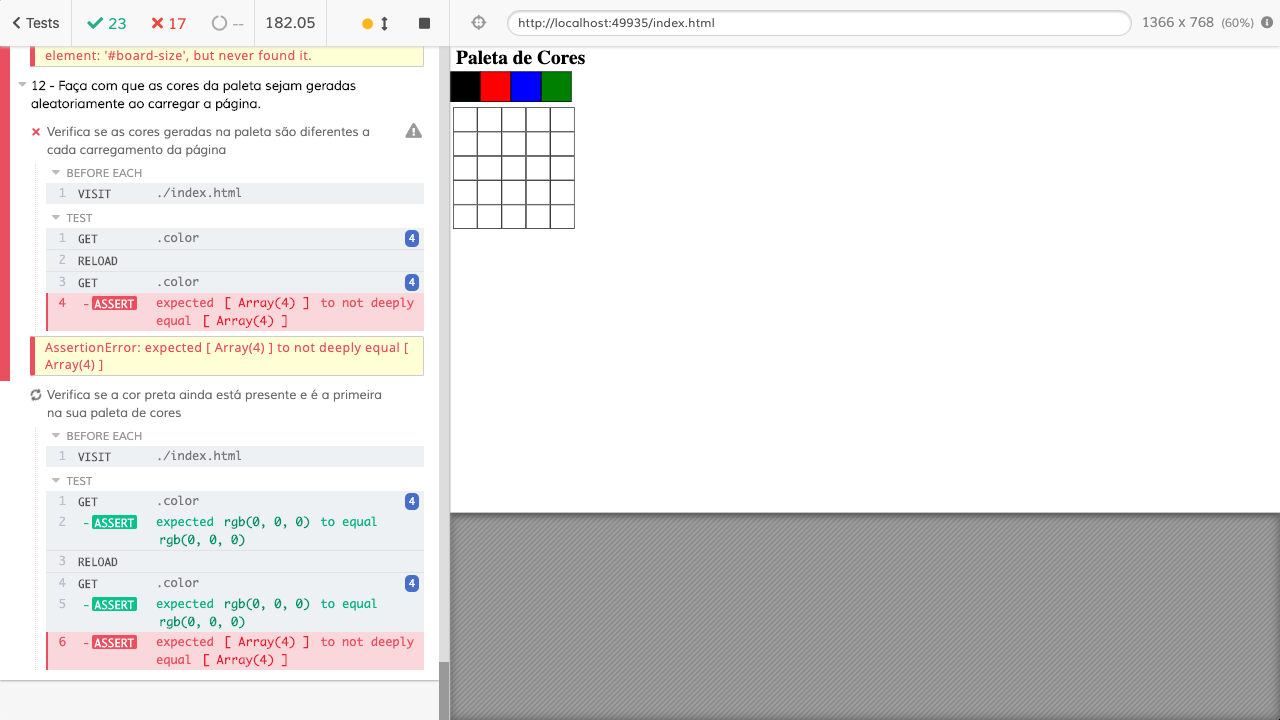 Tests 23 17 -- 182.05 http://localhost:49935/index.html 1366 x 768 (60%)
element: '#board-size', but never found it.
12 - Faça com que as cores da paleta sejam geradas
aleatoriamente ao carregar a página.
Verifica se as cores geradas na paleta são diferentes a
cada carregamento da página
BEFORE EACH
1 VISIT ./index.html
TEST
1 GET .color 4
2 RELOAD
3 GET .color 4
4 -ASSERT expected [ Array(4) ] to not deeply
equal [ Array(4) ]
AssertionError: expected [ Array(4) ] to not deeply equal [
Array(4) ]
Verifica se a cor preta ainda está presente e é a primeira
na sua paleta de cores
BEFORE EACH
1 VISIT ./index.html
TEST
1 GET .color 4
2 -ASSERT expected rgb(0, 0, 0) to equal
rgb(0, 0, 0)
3 RELOAD
4 GET .color 4
5 -ASSERT expected rgb(0, 0, 0) to equal
rgb(0, 0, 0)
6 -ASSERT expected [ Array(4) ] to not deeply
equal [ Array(4) ]
Paleta de Cores